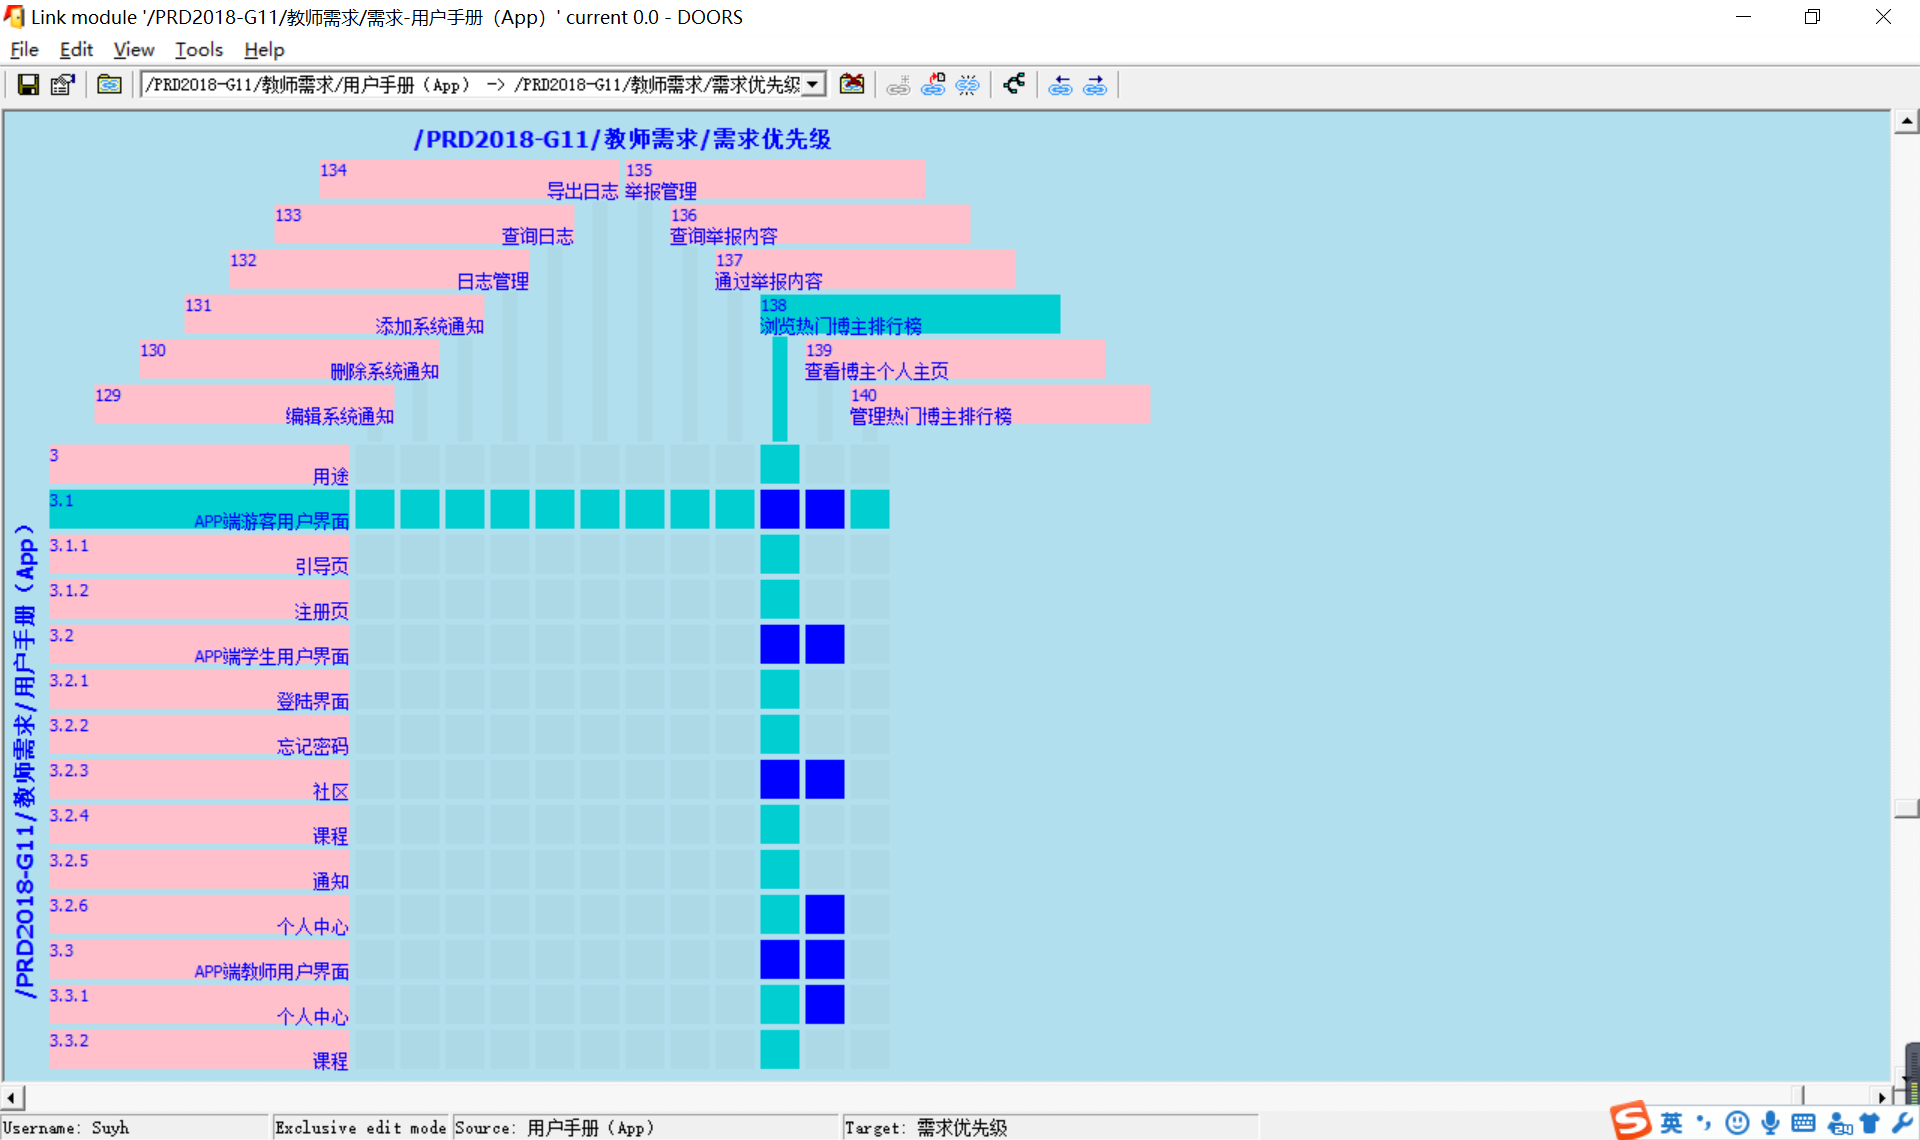 Link module '/PRD2018-G11/教师需求/需求-用户手册（App）' current 0.0 - DOORS
File Edit View Tools Help
/PRD2018-G11/教师需求/用户手册（App） -> /PRD2018-G11/教师需求/需求优先级
/PRD2018-G11/教师需求/需求优先级
134
导出日志
135
举报管理
133
查询日志
136
查询举报内容
132
日志管理
137
通过举报内容
131
添加系统通知
138
浏览热门博主排行榜
130
删除系统通知
139
查看博主个人主页
129
编辑系统通知
140
管理热门博主排行榜
/PRD2018-G11/教师需求/用户手册（App）
3
用途
3.1
APP端游客用户界面
3.1.1
引导页
3.1.2
注册页
3.2
APP端学生用户界面
3.2.1
登陆界面
3.2.2
忘记密码
3.2.3
社区
3.2.4
课程
3.2.5
通知
3.2.6
个人中心
3.3
APP端教师用户界面
3.3.1
个人中心
3.3.2
课程
Username: Suyh Exclusive edit mode Source: 用户手册（App） Target: 需求优先级
英